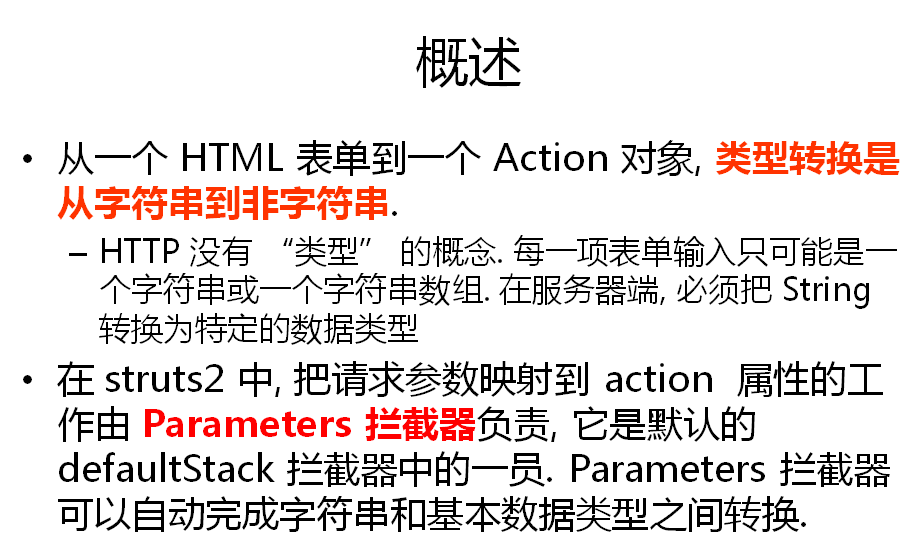 概述
• 从一个 HTML 表单到一个 Action 对象, 类型转换是
从字符串到非字符串.
– HTTP 没有 “类型” 的概念. 每一项表单输入只可能是一
个字符串或一个字符串数组. 在服务器端, 必须把 String
转换为特定的数据类型
• 在 struts2 中, 把请求参数映射到 action 属性的工
作由 Parameters 拦截器负责, 它是默认的
defaultStack 拦截器中的一员. Parameters 拦截器
可以自动完成字符串和基本数据类型之间转换.